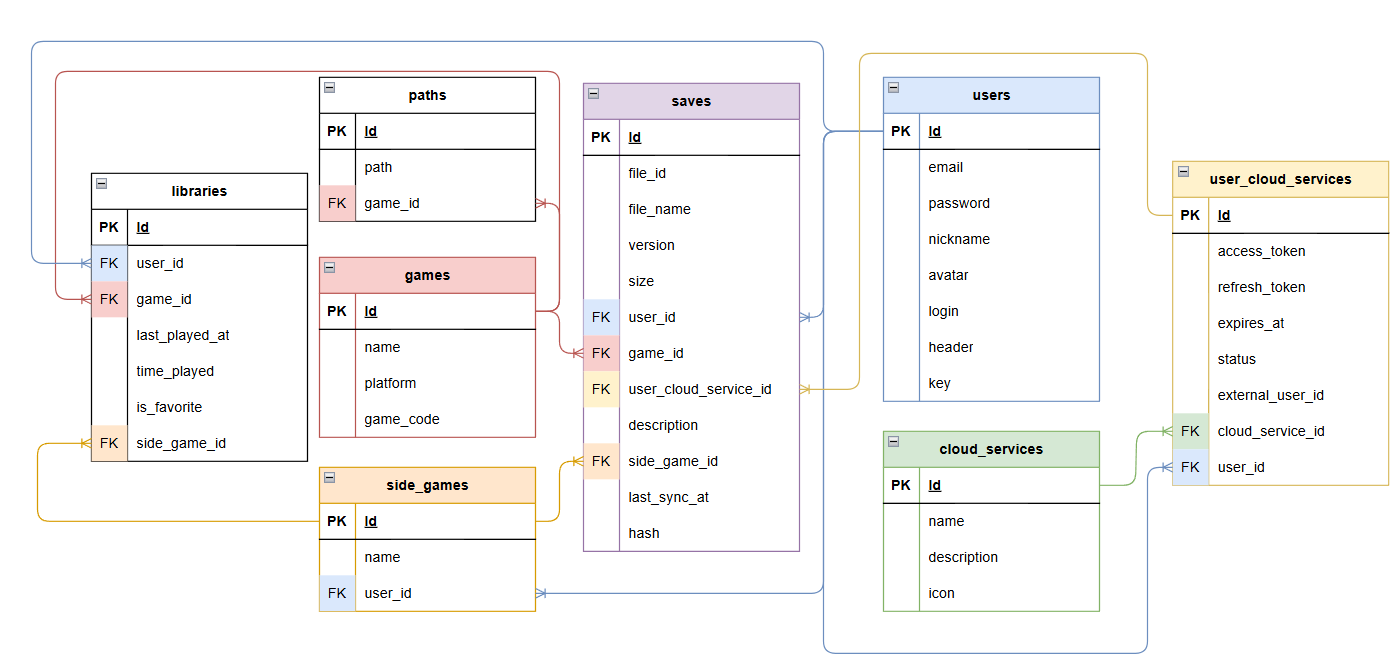 paths
PK Id
path
FK game_id
libraries
PK Id
FK user_id
FK game_id
last_played_at
time_played
is_favorite
FK side_game_id
games
PK Id
name
platform
game_code
side_games
PK Id
name
FK user_id
saves
PK Id
file_id
file_name
version
size
FK user_id
FK game_id
FK user_cloud_service_id
description
FK side_game_id
last_sync_at
hash
users
PK Id
email
password
nickname
avatar
login
header
key
cloud_services
PK Id
name
description
icon
user_cloud_services
PK Id
access_token
refresh_token
expires_at
status
external_user_id
FK cloud_service_id
FK user_id